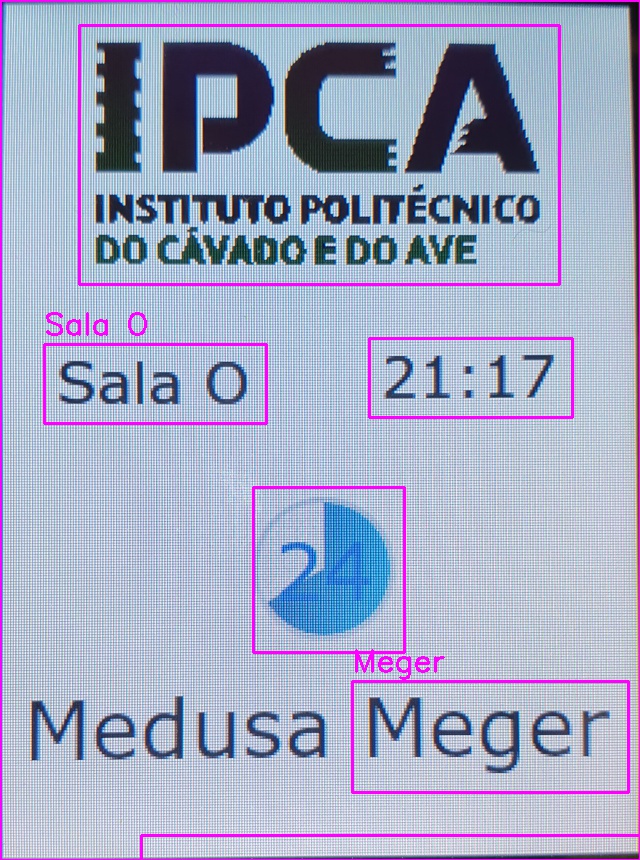 IPCA
INSTITUTO POLITÉCNICO
DO CÁVADO E DO AVE
Sala O
Sala O 21:17
24
Meger
Medusa Meger